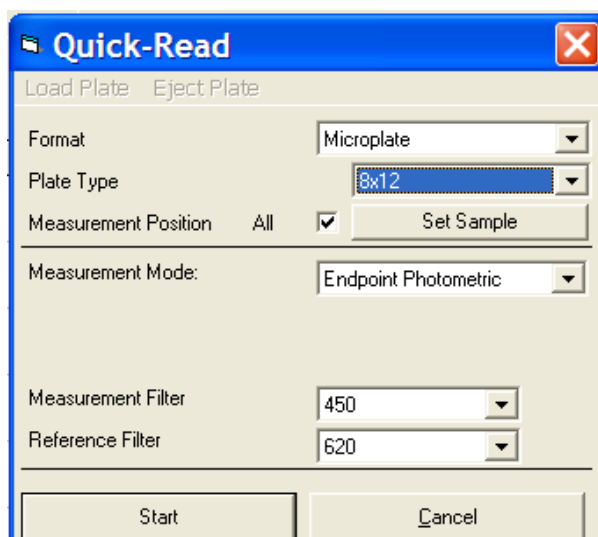 Quick-Read
Load Plate Eject Plate
Format Microplate
Plate Type 8x12
Measurement Position All Set Sample
Measurement Mode: Endpoint Photometric
Measurement Filter 450
Reference Filter 620
Start Cancel